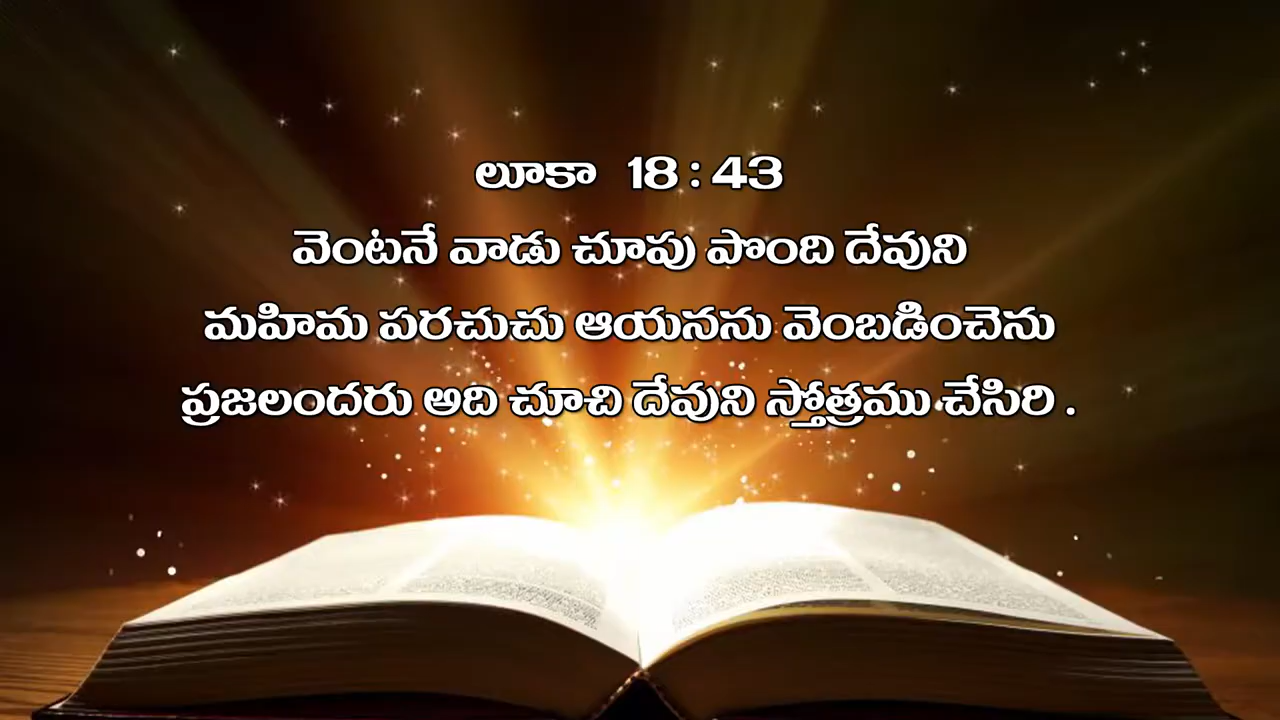 లూకా 18 : 43
వెంటనే వాడు చూపు పొంది దేవుని
మహిమ పరచుచు ఆయనను వెంబడించెను
ప్రజలందరు అది చూచి దేవుని స్తోత్రము చేసిరి .